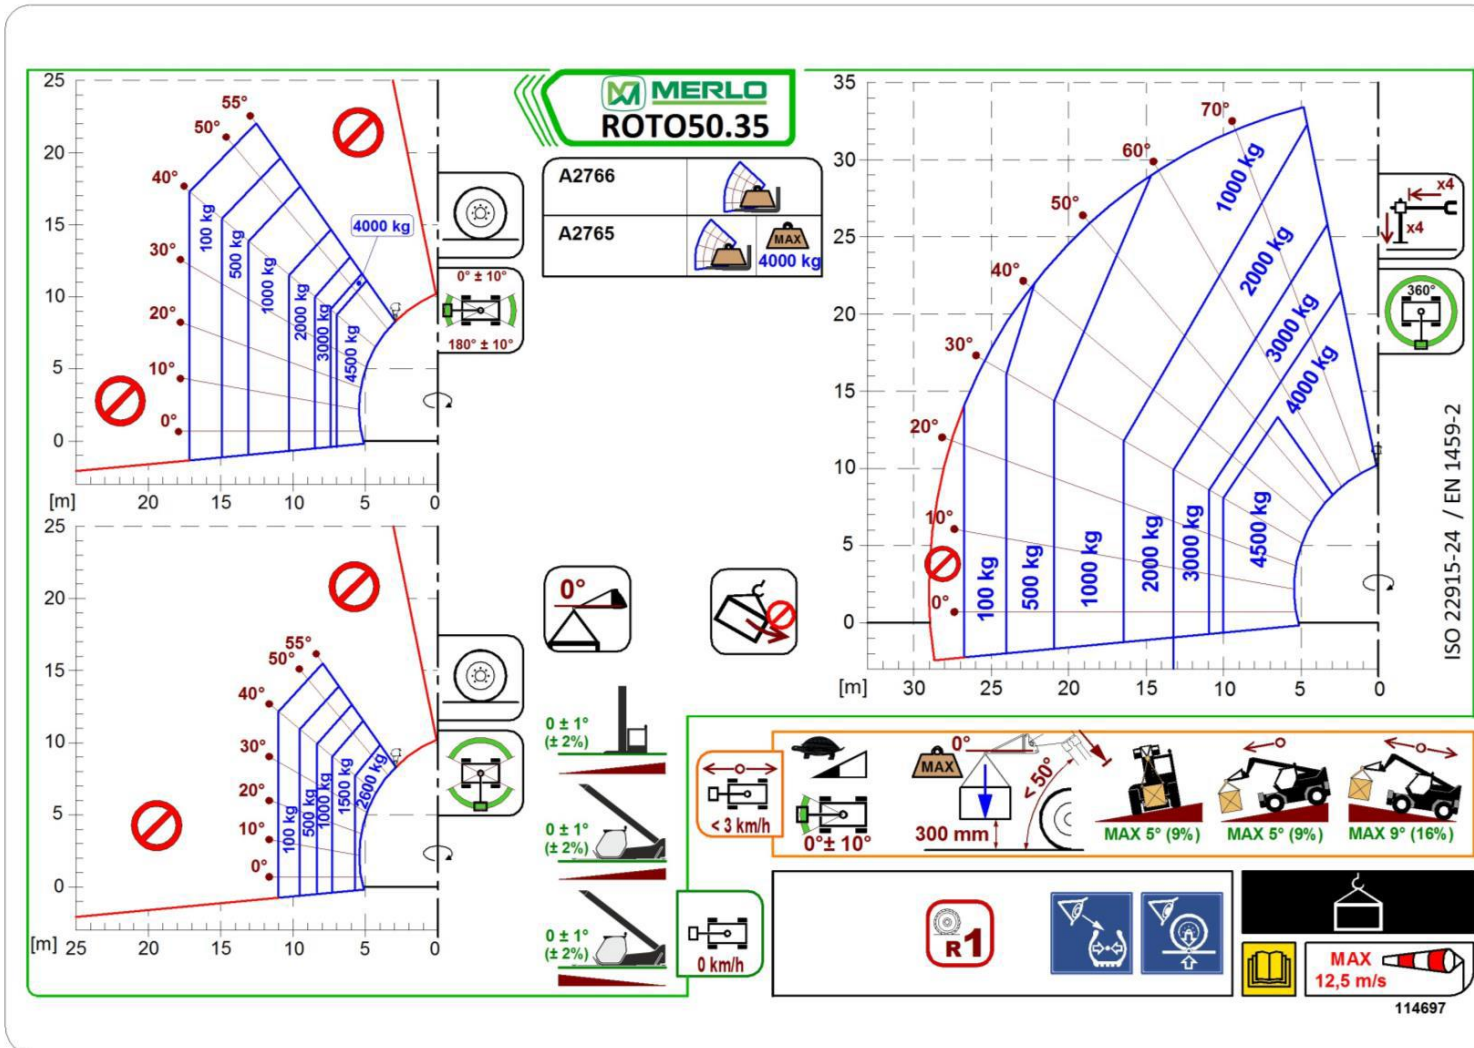 MERLO
ROTO50.35
A2766
A2765
MAX
4000 kg
25
20
15
10
5
0
55°
50°
40°
30°
20°
10°
0°
100 kg
500 kg
1000 kg
2000 kg
3000 kg
4500 kg
4000 kg
[m]
20
15
10
5
0
0° ± 10°
180° ± 10°
25
20
15
10
5
0
55°
50°
40°
30°
20°
10°
0°
100 kg
500 kg
1000 kg
1500 kg
2600 kg
[m]
25
20
15
10
5
0
35
30
25
20
15
10
5
0
70°
60°
50°
40°
30°
20°
10°
0°
1000 kg
2000 kg
3000 kg
4000 kg
100 kg
500 kg
1000 kg
2000 kg
3000 kg
4500 kg
[m]
30
25
20
15
10
5
0
x4
x4
360°
ISO 22915-24 / EN 1459-2
0°
0 ± 1°
(± 2%)
0 ± 1°
(± 2%)
0 ± 1°
(± 2%)
< 3 km/h
0°± 10°
MAX
0°
300 mm
< 50°
MAX 5° (9%)
MAX 5° (9%)
MAX 9° (16%)
0 km/h
R1
MAX
12,5 m/s
114697